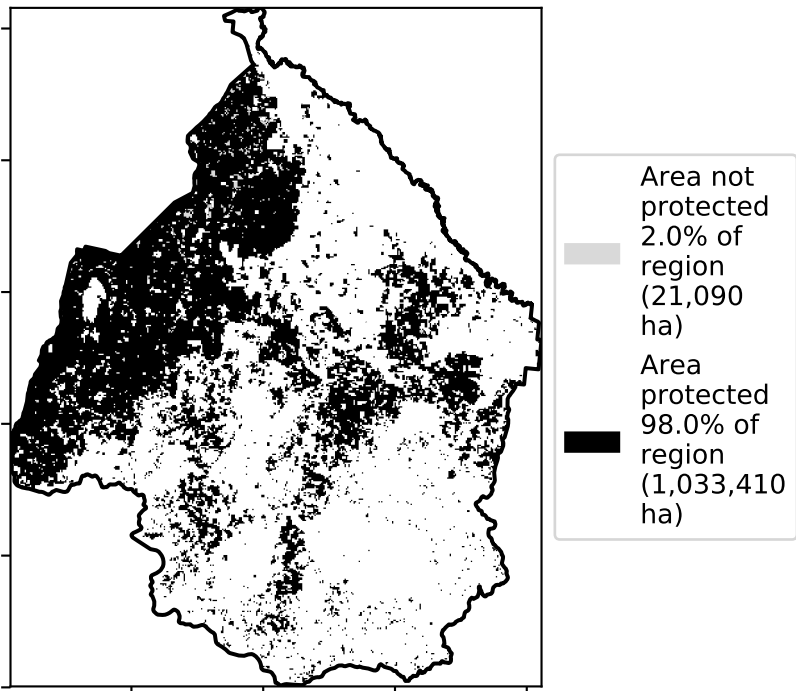 Area not
protected
2.0% of
region
(21,090
ha)
Area
protected
98.0% of
region
(1,033,410
ha)